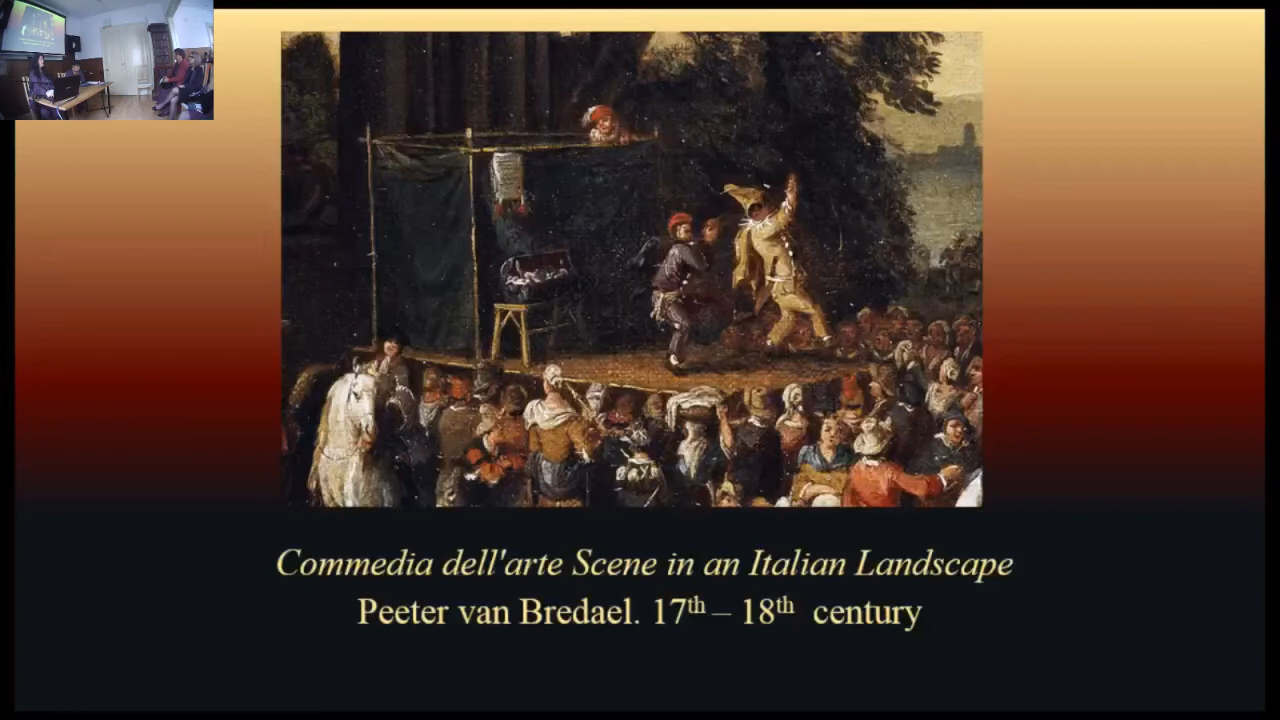 Commedia dell'arte Scene in an Italian Landscape
Peeter van Bredael. 17th – 18th century